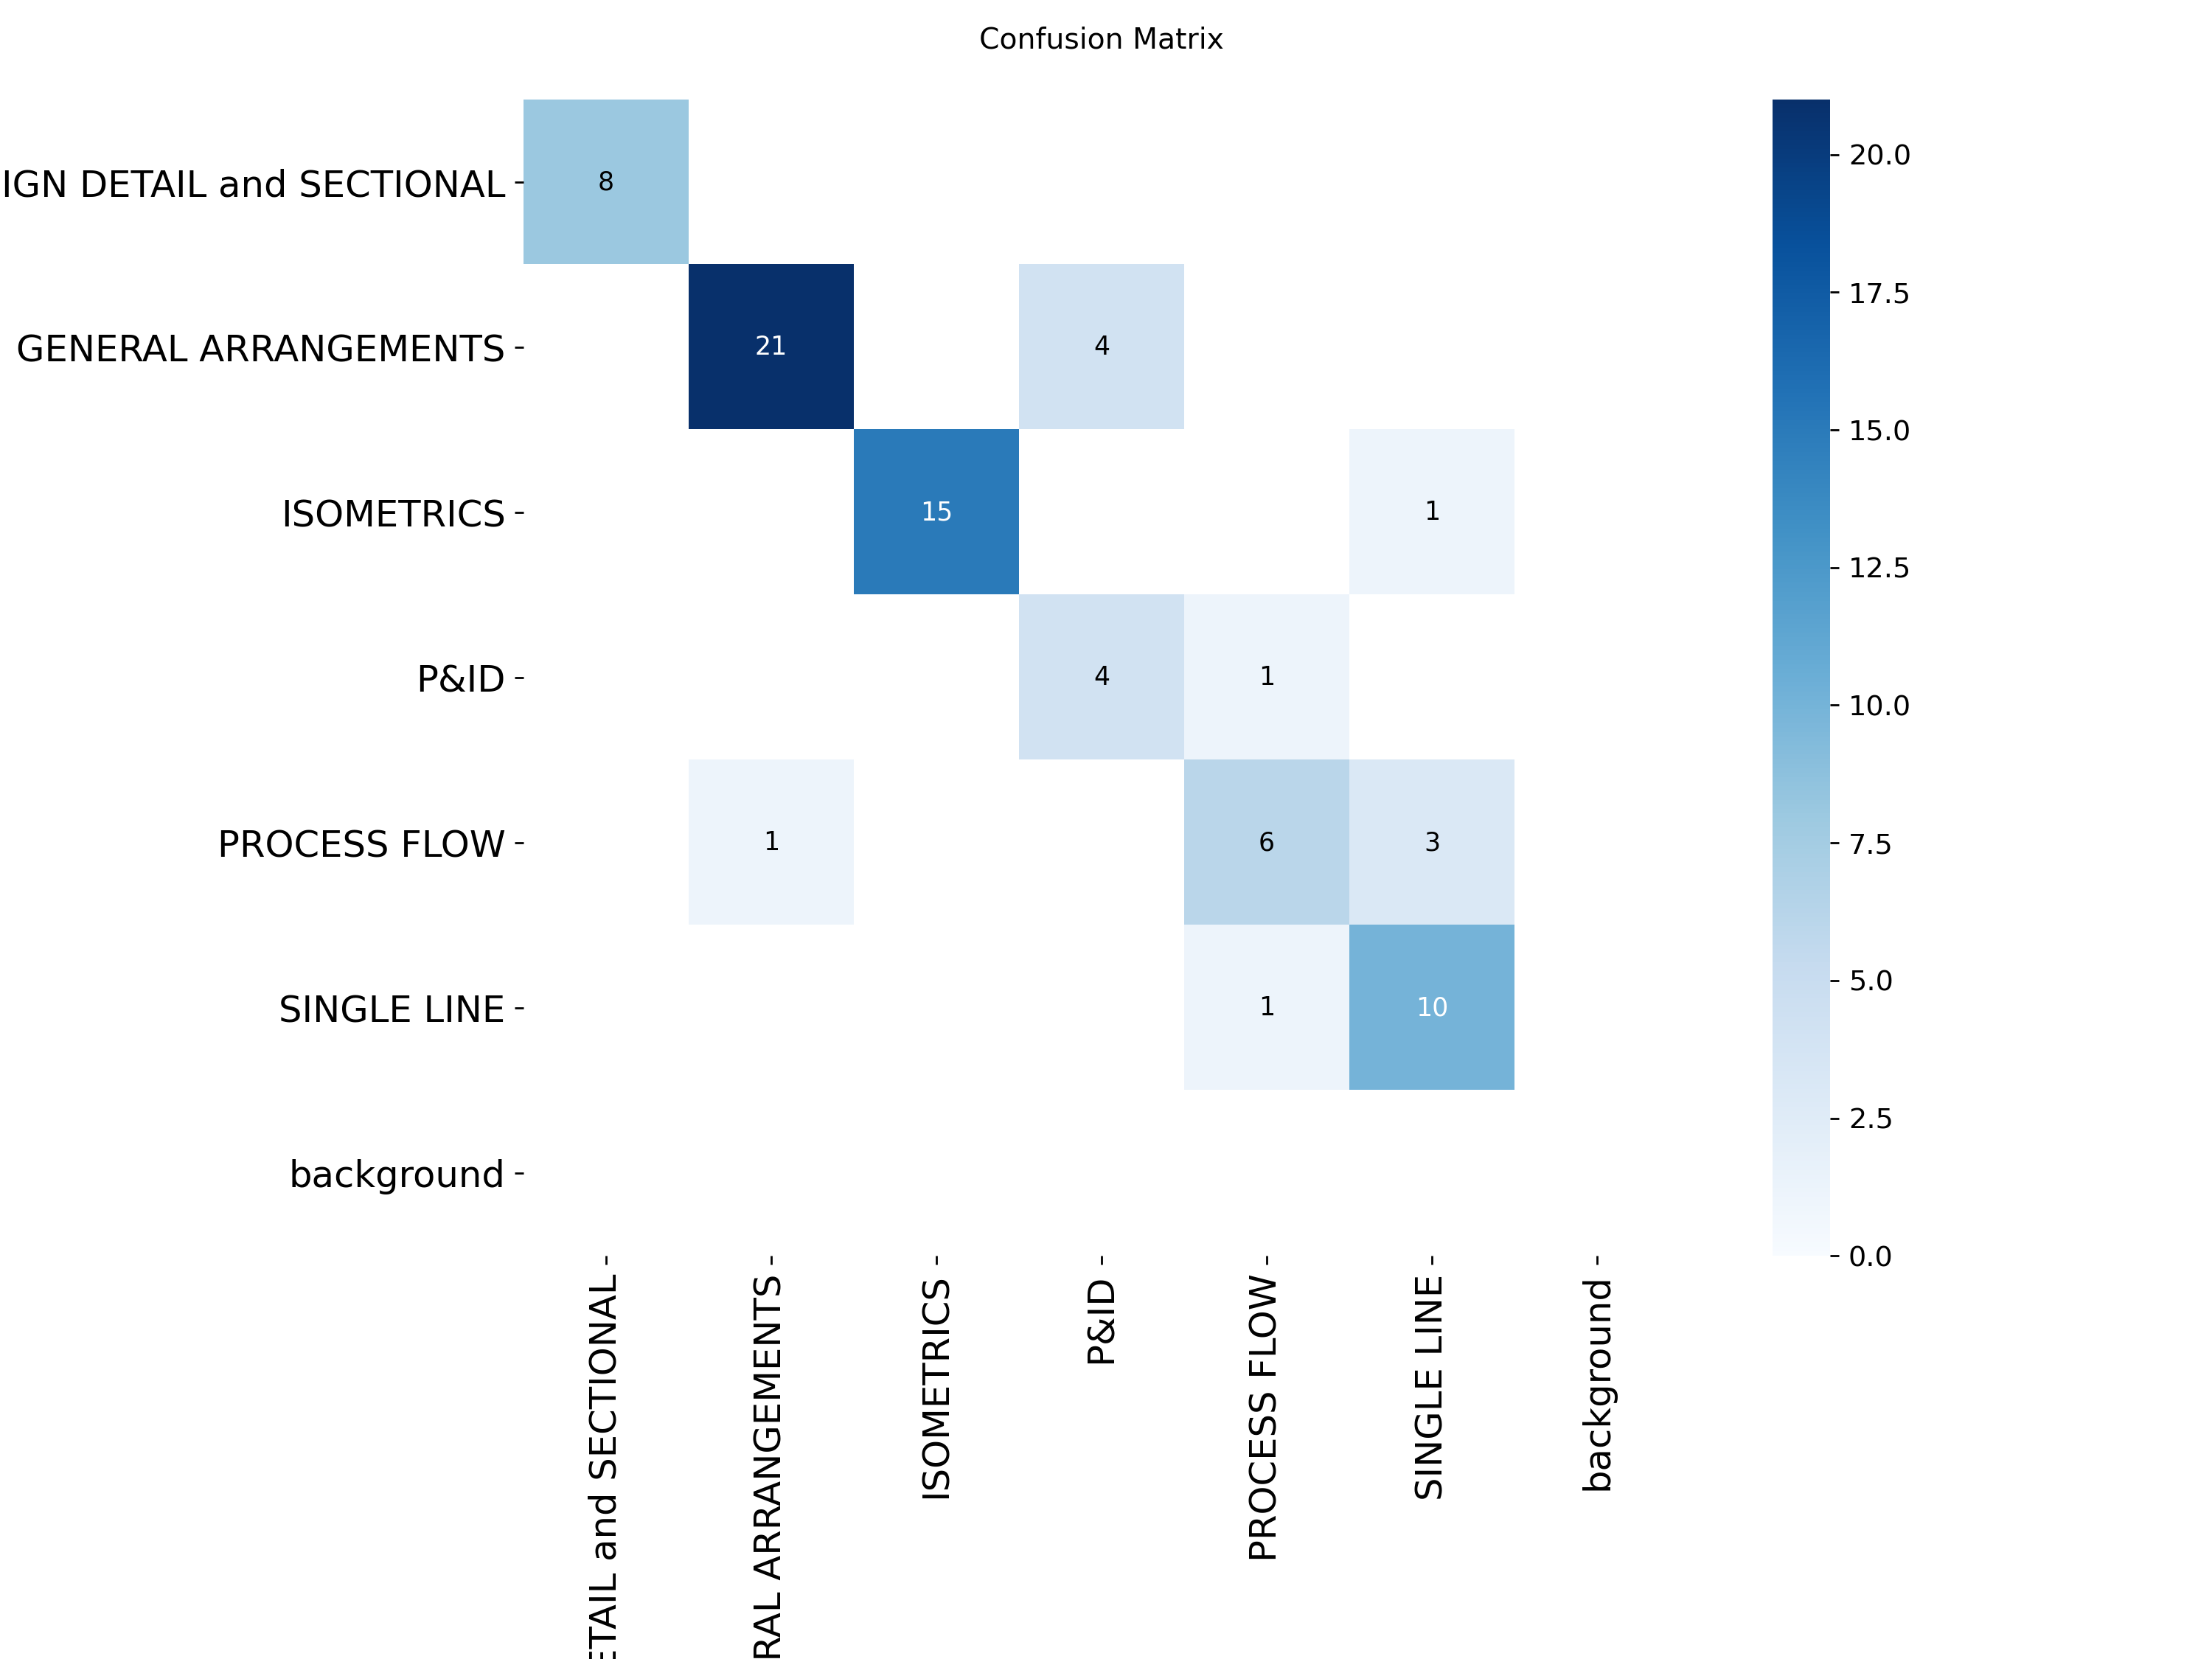 Confusion Matrix
IGN DETAIL and SECTIONAL
8
GENERAL ARRANGEMENTS
21 4
ISOMETRICS
15 1
P&ID
4 1
PROCESS FLOW
1 6 3
SINGLE LINE
1 10
background
ETAIL and SECTIONAL
RAL ARRANGEMENTS
ISOMETRICS
P&ID
PROCESS FLOW
SINGLE LINE
background
20.0
17.5
15.0
12.5
10.0
7.5
5.0
2.5
0.0